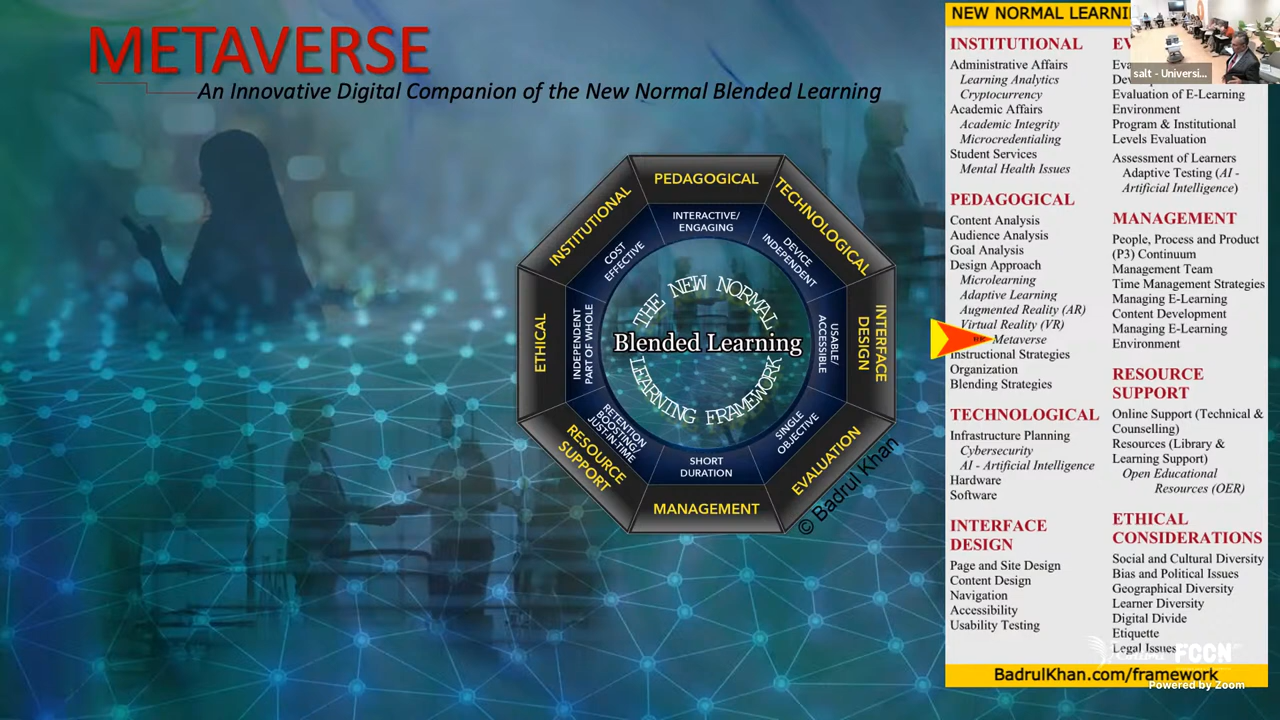 METAVERSE
An Innovative Digital Companion of the New Normal Blended Learning
PEDAGOGICAL
TECHNOLOGICAL
INTERFACE
DESIGN
EVALUATION
MANAGEMENT
RESOURCE
SUPPORT
ETHICAL
INSTITUTIONAL
INTERACTIVE/
ENGAGING
DEVICE
INDEPENDENT
USABLE/
ACCESSIBLE
SINGLE
OBJECTIVE
SHORT
DURATION
RETENTION
BOOSTING/
JUST-IN-TIME
INDEPENDENT
PART OF WHOLE
COST
EFFECTIVE
THE NEW NORMAL
Blended Learning
LEARNING FRAMEWORK
© Badrul Khan
NEW NORMAL
INSTITUTIONAL
Administrative Affairs
Learning Analytics
Cryptocurrency
Academic Affairs
Academic Integrity
Microcredentialing
Student Services
Mental Health Issues
PEDAGOGICAL
Content Analysis
Audience Analysis
Goal Analysis
Design Approach
Microlearning
Adaptive Learning
Augmented Reality (AR)
Virtual Reality (VR)
Metaverse
Instructional Strategies
Organization
Blending Strategies
TECHNOLOGICAL
Infrastructure Planning
Cybersecurity
AI - Artificial Intelligence
Hardware
Software
INTERFACE
DESIGN
Page and Site Design
Content Design
Navigation
Accessibility
Usability Testing
Evaluation of E-Learning
Environment
Program & Institutional
Levels Evaluation
Assessment of Learners
Adaptive Testing (AI -
Artificial Intelligence)
MANAGEMENT
People, Process and Product
(P3) Continuum
Management Team
Time Management Strategies
Managing E-Learning
Content Development
Managing E-Learning
Environment
RESOURCE
SUPPORT
Online Support (Technical &
Counselling)
Resources (Library &
Learning Support)
Open Educational
Resources (OER)
ETHICAL
CONSIDERATIONS
Social and Cultural Diversity
Bias and Political Issues
Geographical Diversity
Learner Diversity
Digital Divide
Etiquette
Legal Issues
FCCN
BadrulKhan.com/framework
Powered by Zoom
salt - Universi...